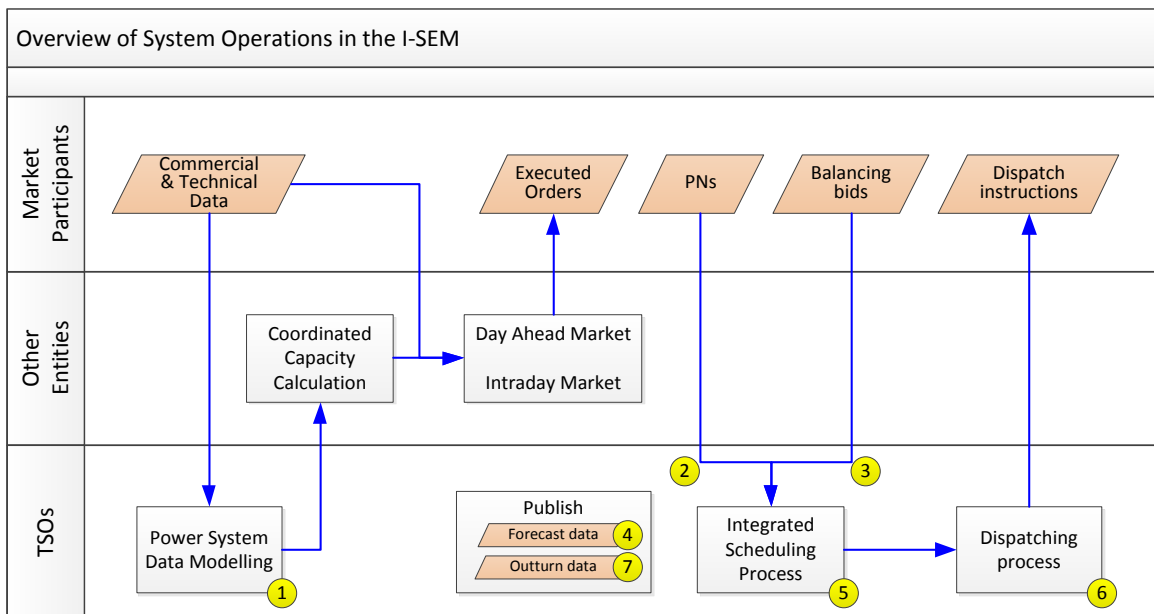 Overview of System Operations in the I-SEM
Market
Participants
Commercial
& Technical
Data
Executed
Orders
PNs
Balancing
bids
Dispatch
instructions
Other
Entities
Coordinated
Capacity
Calculation
Day Ahead Market
Intraday Market
TSOs
Power System
Data Modelling
1
Publish
Forecast data
4
Outturn data
7
2
3
Integrated
Scheduling
Process
5
Dispatching
process
6